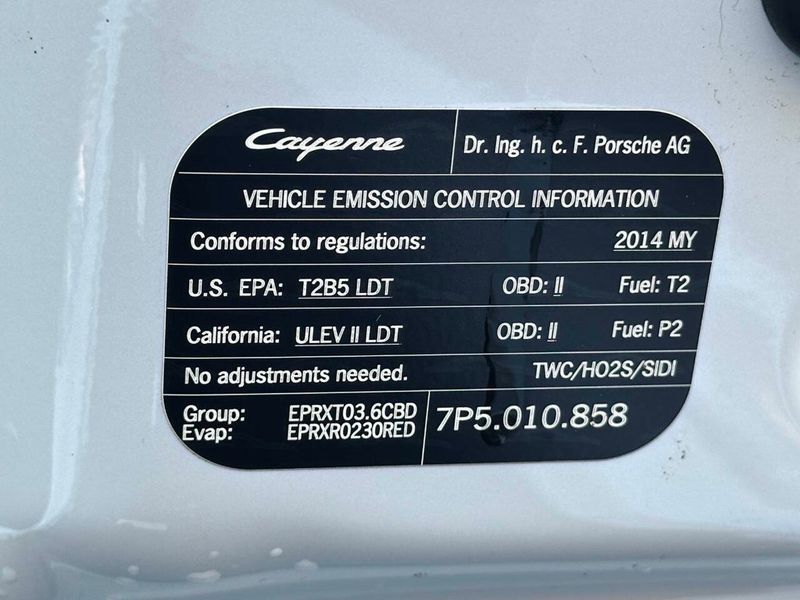 Cayenne Dr. Ing. h. c. F. Porsche AG
VEHICLE EMISSION CONTROL INFORMATION
Conforms to regulations: 2014 MY
U.S. EPA: T2B5 LDT OBD: II Fuel: T2
California: ULEV II LDT OBD: II Fuel: P2
No adjustments needed. TWC/HO2S/SIDI
Group: EPRXT03.6CBD
Evap: EPRXR0230RED
7P5.010.858